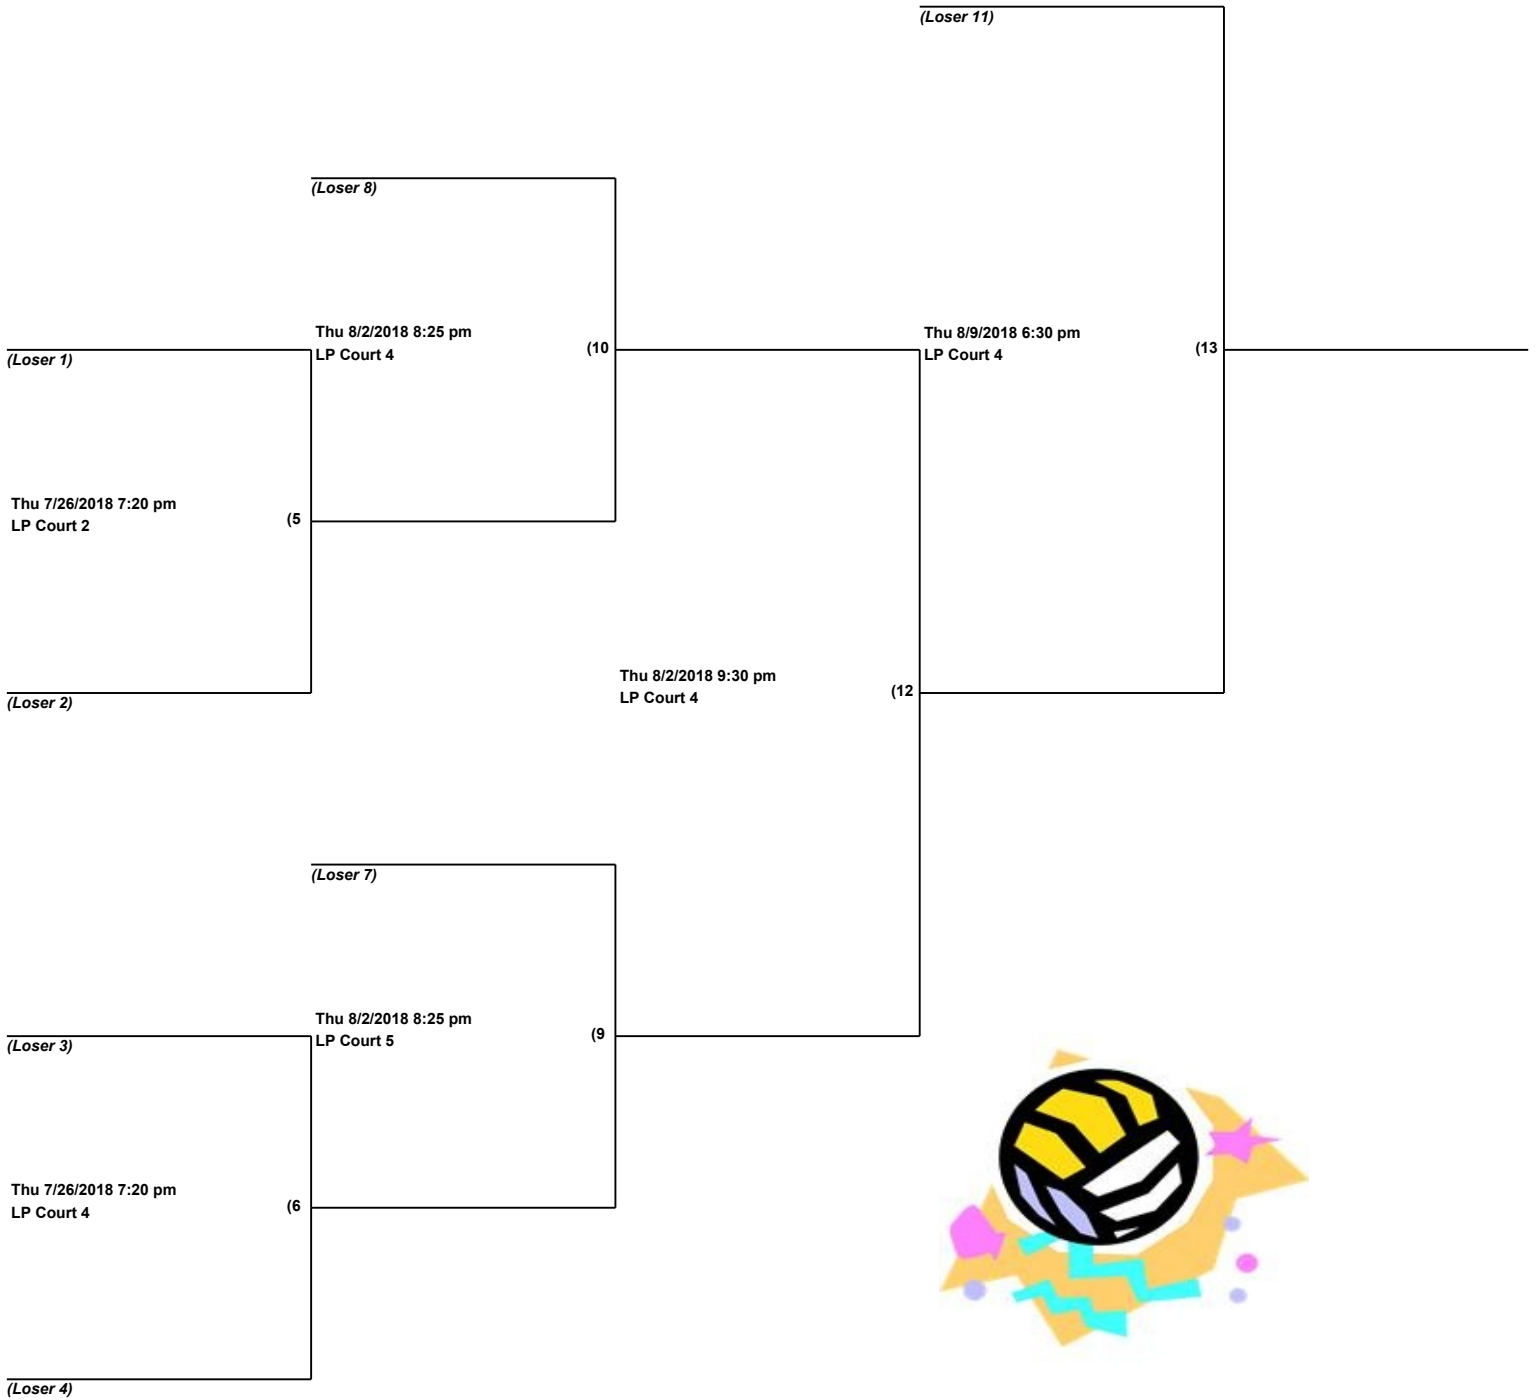 (Loser 11)
(Loser 8)
Thu 8/2/2018 8:25 pm
LP Court 4
(10
Thu 8/9/2018 6:30 pm
LP Court 4
(13
(Loser 1)
Thu 7/26/2018 7:20 pm
LP Court 2
(5
Thu 8/2/2018 9:30 pm
LP Court 4
(12
(Loser 2)
(Loser 7)
Thu 8/2/2018 8:25 pm
LP Court 5
(9
(Loser 3)
Thu 7/26/2018 7:20 pm
LP Court 4
(6
(Loser 4)